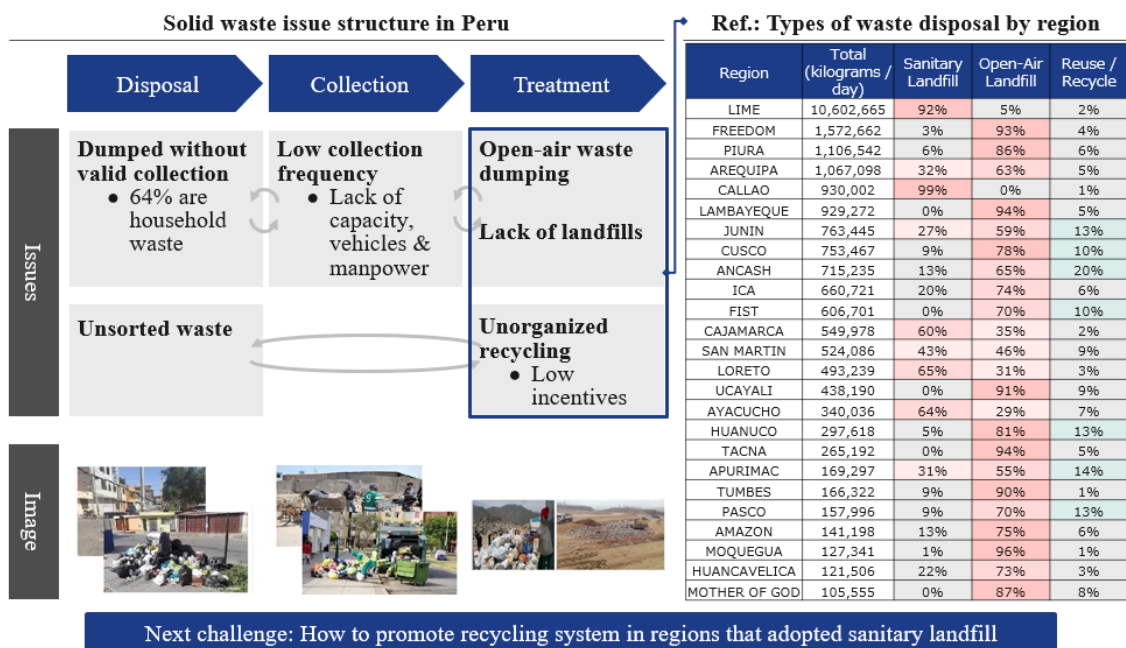 Solid waste issue structure in Peru
Disposal
Collection
Treatment
Issues
Dumped without
valid collection
● 64% are
household
waste
Low collection
frequency
● Lack of
capacity,
vehicles &
manpower
Open-air waste
dumping
Lack of landfills
Unsorted waste
Unorganized
recycling
● Low
incentives
Image
Ref.: Types of waste disposal by region
Region Total (kilograms / day) Sanitary Landfill Open-Air Landfill Reuse / Recycle
LIME 10,602,665 92% 5% 2%
FREEDOM 1,572,662 3% 93% 4%
PIURA 1,106,542 6% 86% 6%
AREQUIPA 1,067,098 32% 63% 5%
CALLAO 930,002 99% 0% 1%
LAMBAYEQUE 929,272 0% 94% 5%
JUNIN 763,445 27% 59% 13%
CUSCO 753,467 9% 78% 10%
ANCASH 715,235 13% 65% 20%
ICA 660,721 20% 74% 6%
FIST 606,701 0% 70% 10%
CAJAMARCA 549,978 60% 35% 2%
SAN MARTIN 524,086 43% 46% 9%
LORETO 493,239 65% 31% 3%
UCAYALI 438,190 0% 91% 9%
AYACUCHO 340,036 64% 29% 7%
HUANUCO 297,618 5% 81% 13%
TACNA 265,192 0% 94% 5%
APURIMAC 169,297 31% 55% 14%
TUMBES 166,322 9% 90% 1%
PASCO 157,996 9% 70% 13%
AMAZON 141,198 13% 75% 6%
MOQUEGUA 127,341 1% 96% 1%
HUANCAVELICA 121,506 22% 73% 3%
MOTHER OF GOD 105,555 0% 87% 8%
Next challenge: How to promote recycling system in regions that adopted sanitary landfill